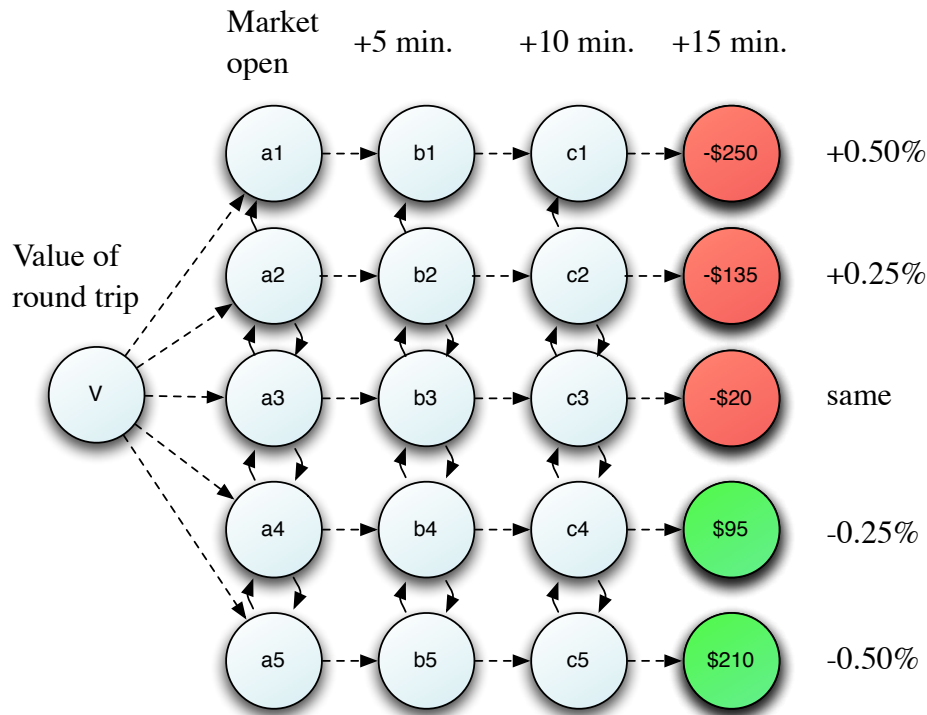 Market
open
+5 min.
+10 min.
+15 min.
a1
b1
c1
-$250
+0.50%
Value of
round trip
a2
b2
c2
-$135
+0.25%
V
a3
b3
c3
-$20
same
a4
b4
c4
$95
-0.25%
a5
b5
c5
$210
-0.50%